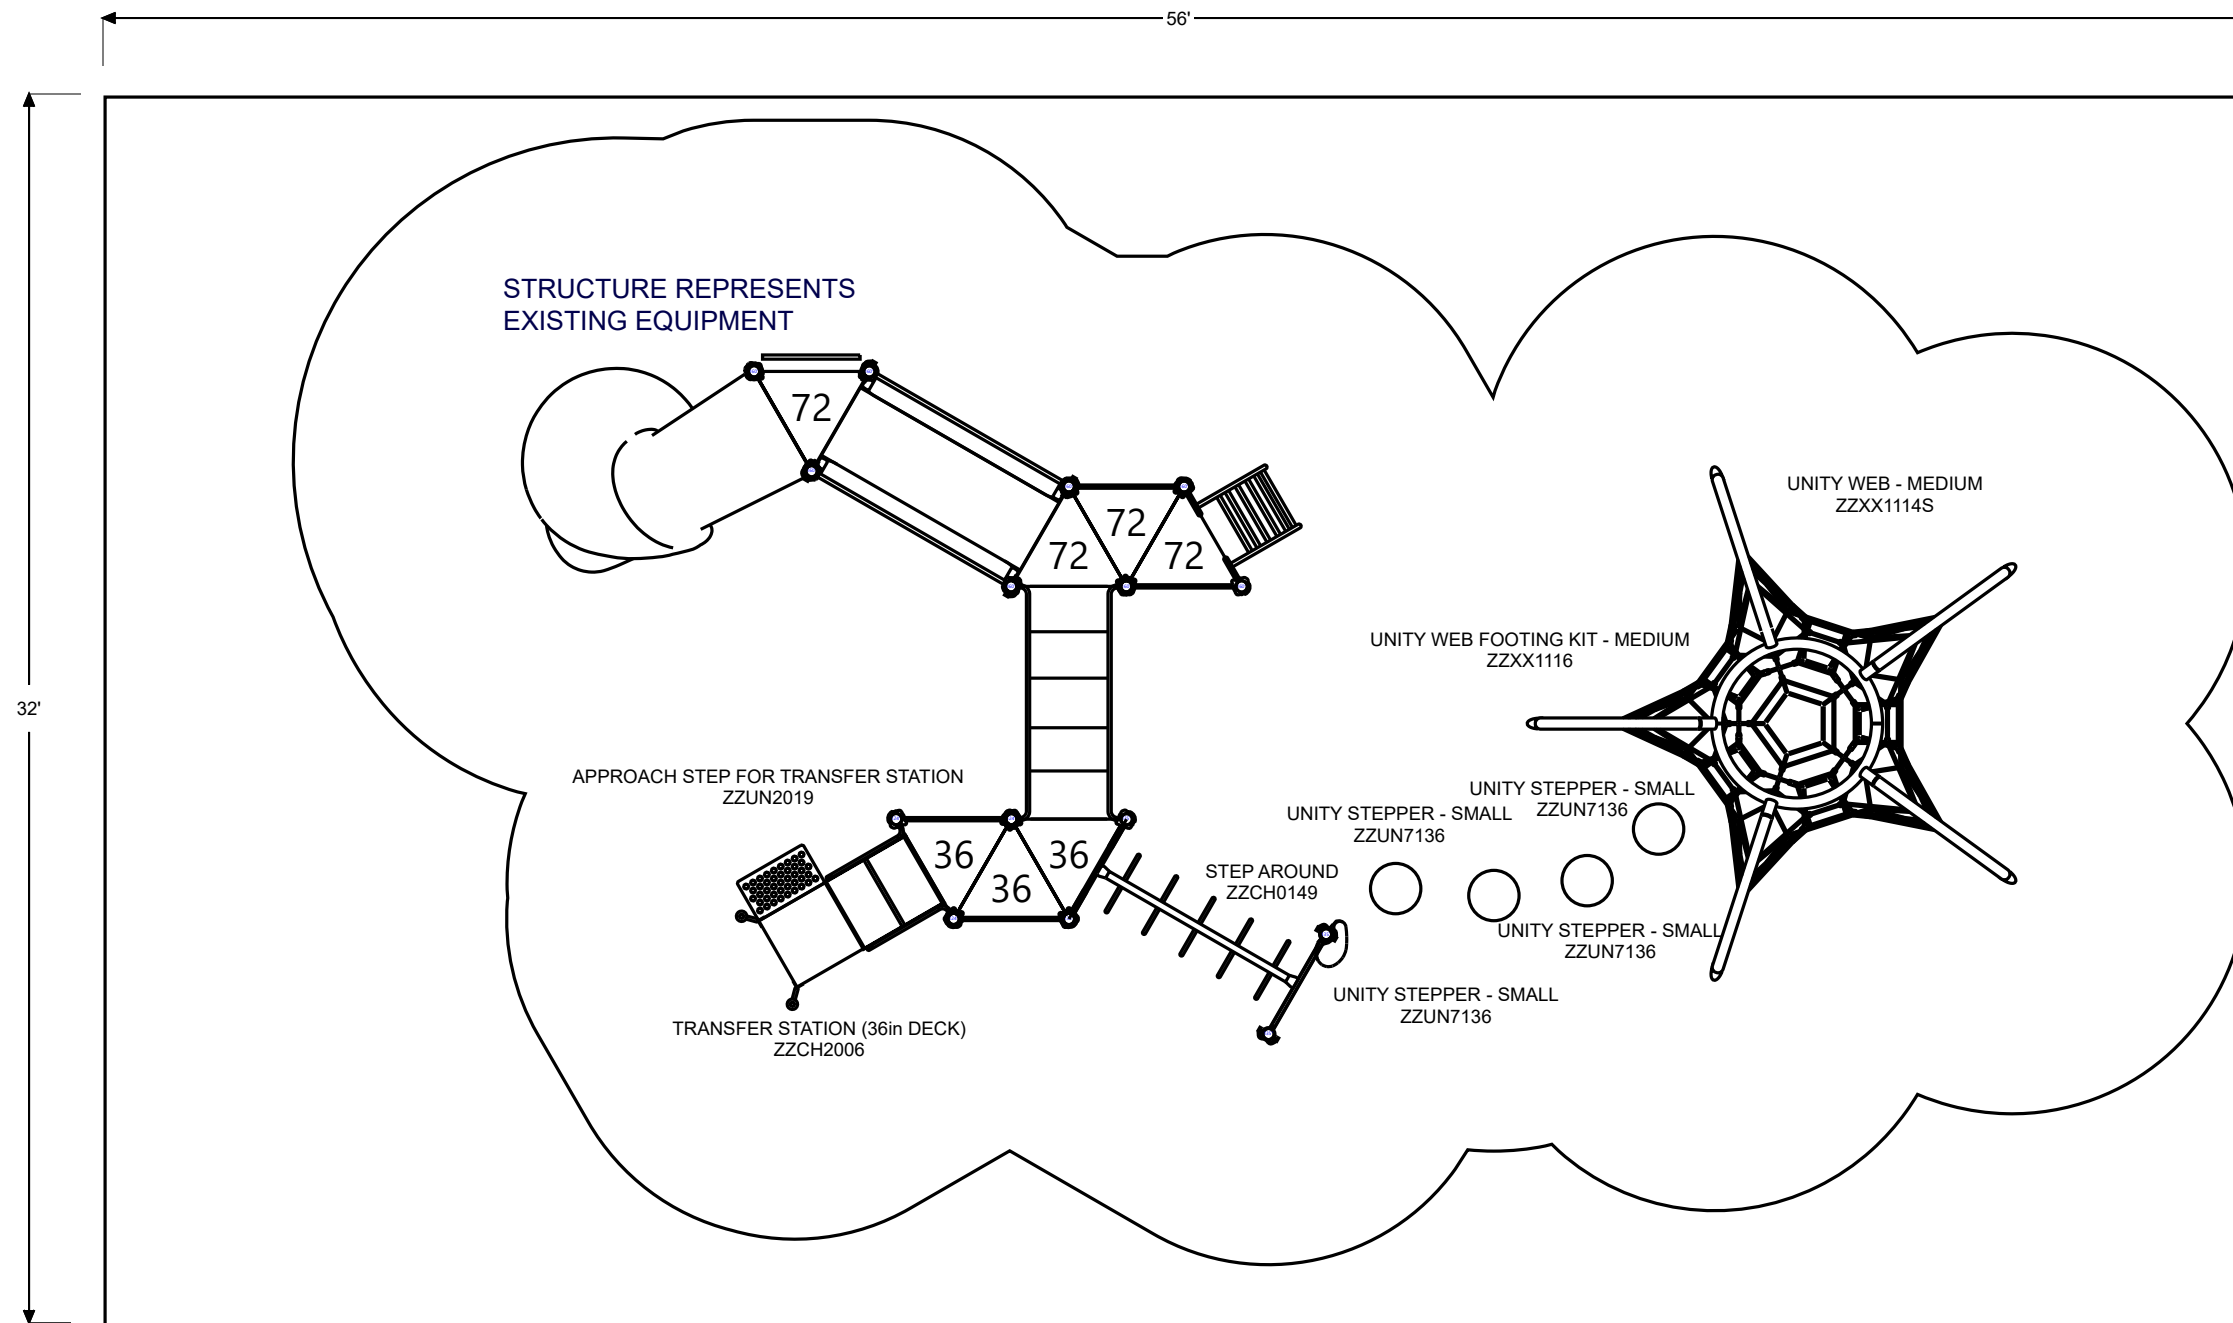 56'
STRUCTURE REPRESENTS
EXISTING EQUIPMENT
72
72
72
72
UNITY WEB - MEDIUM
ZZXX1114S
UNITY WEB FOOTING KIT - MEDIUM
ZZXX1116
32'
APPROACH STEP FOR TRANSFER STATION
ZZUN2019
UNITY STEPPER - SMALL
ZZUN7136
UNITY STEPPER - SMALL
ZZUN7136
36
36
36
STEP AROUND
ZZCH0149
UNITY STEPPER - SMALL
ZZUN7136
UNITY STEPPER - SMALL
ZZUN7136
TRANSFER STATION (36in DECK)
ZZCH2006